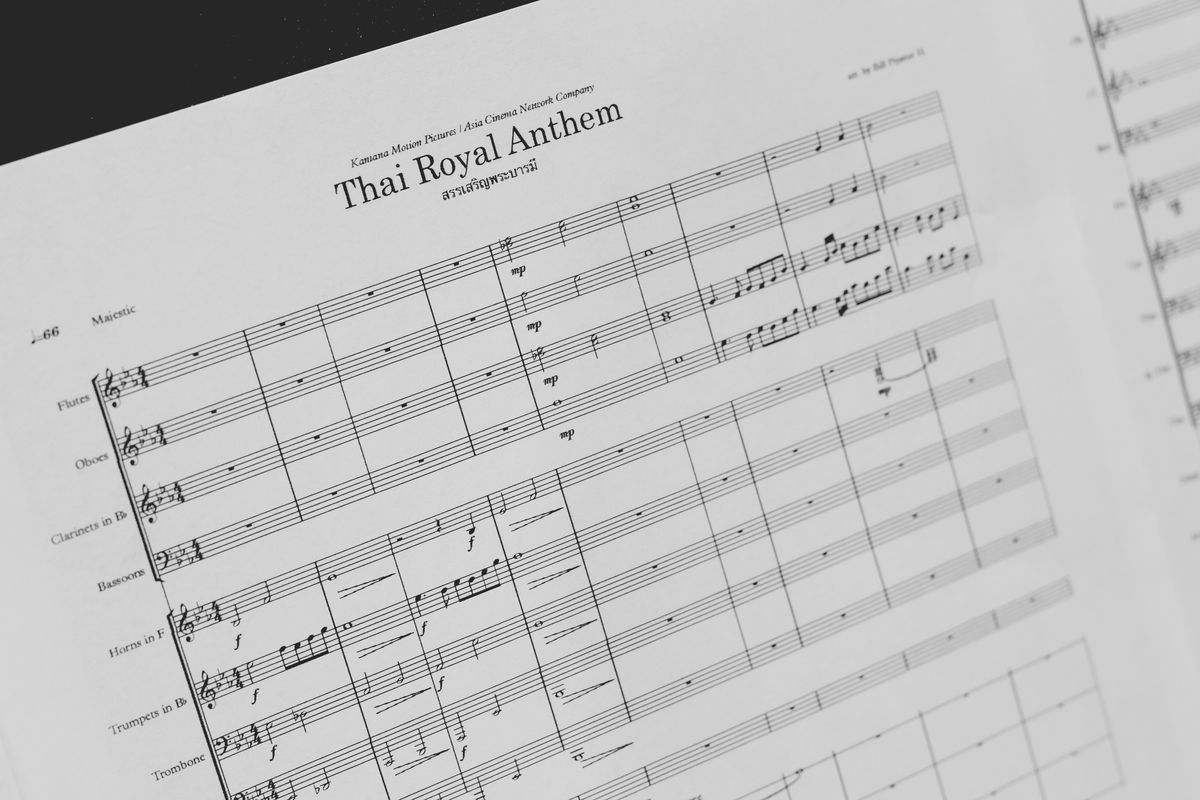 Kantana Motion Pictures / Asia Cinema Network Company
Thai Royal Anthem
สรรเสริญพระบารมี
arr. by Bill
♩=66 Majestic
Flutes
mp
Oboes
mp
Clarinets in B♭
mp
Bassoons
mp
Horns in F
f
f
mp
Trumpets in B♭
f
f
Trombone
f
f
f